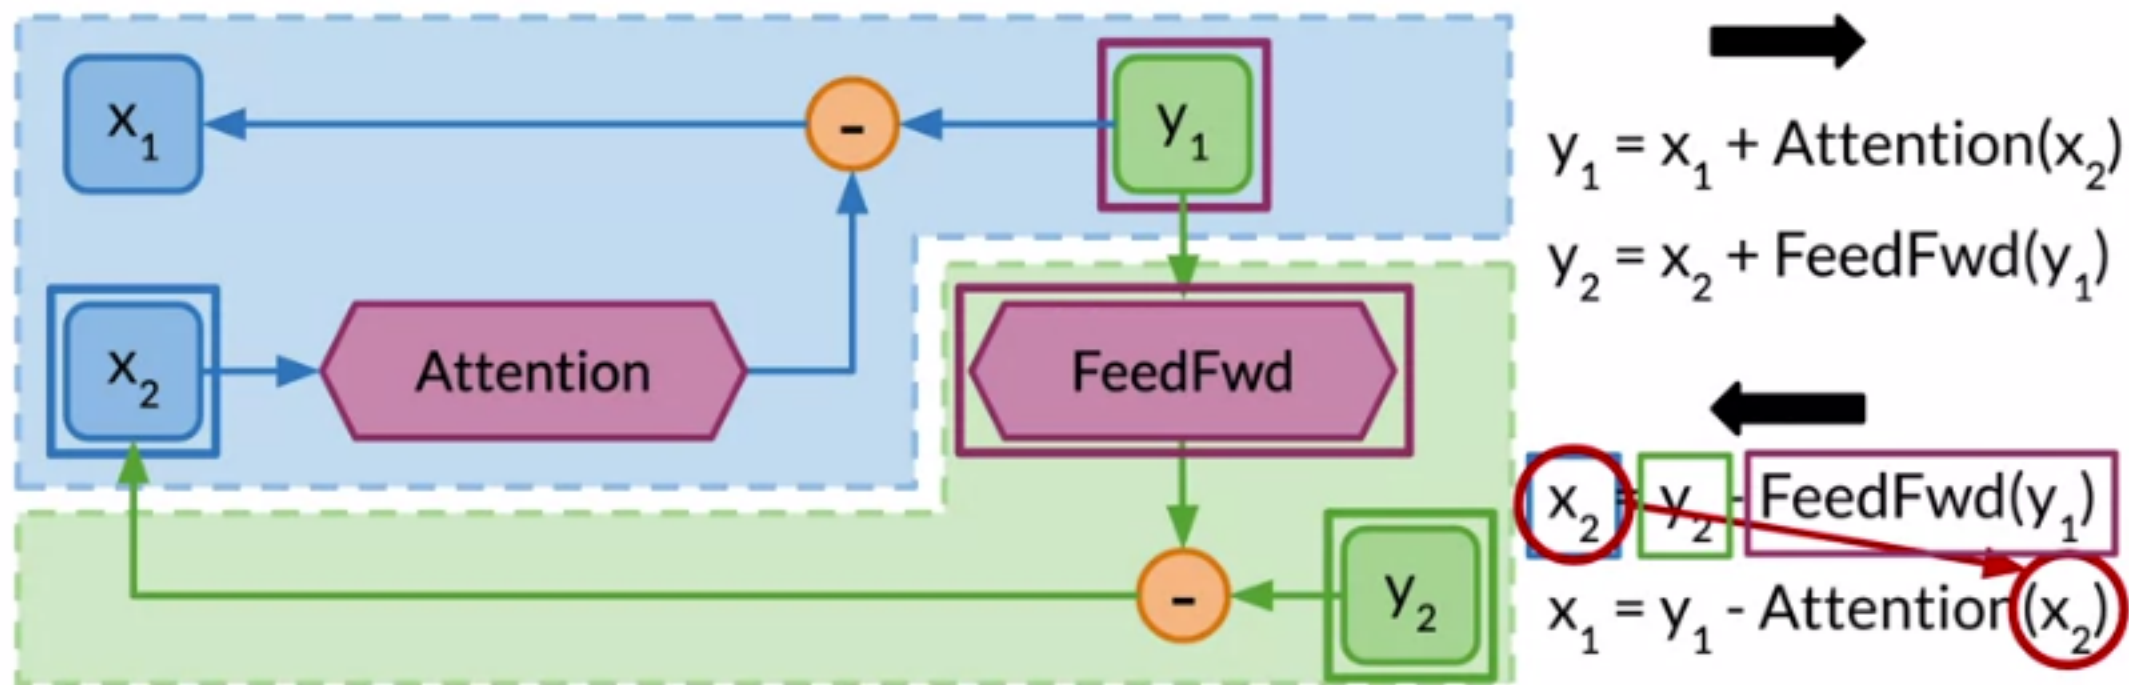 x₁
-
y₁
x₂
Attention
FeedFwd
-
y₂
y₁ = x₁ + Attention(x₂)
y₂ = x₂ + FeedFwd(y₁)
x₂ = y₂ - FeedFwd(y₁)
x₁ = y₁ - Attention(x₂)